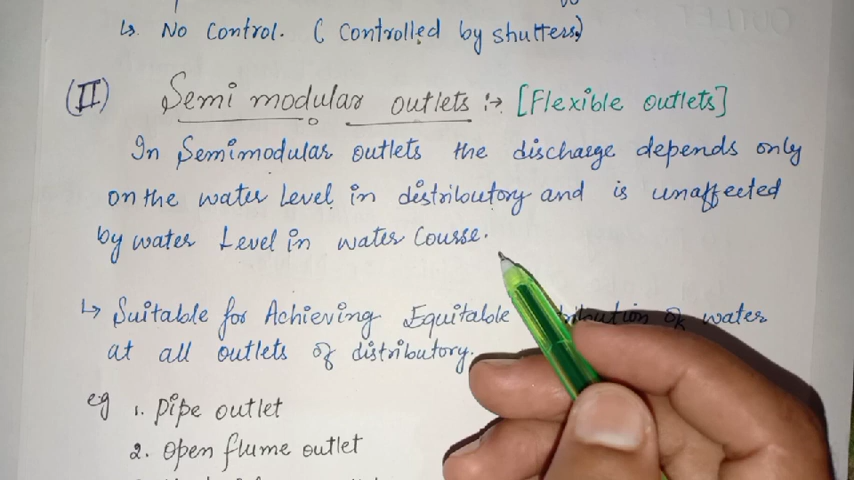 ↳ No control. ( controlled by shutters)
(II) Semi modular outlets :→ [Flexible outlets]
In Semimodular outlets the discharge depends only
on the water Level in distributory and is unaffected
by water Level in water Course.
↳ Suitable for Achieving Equitable of water
at all outlets of distributory.
eg 1. pipe outlet
2. open flume outlet